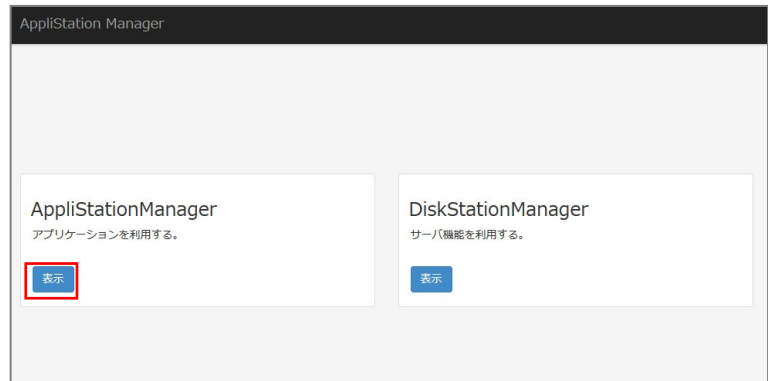 AppliStation Manager
AppliStationManager
アプリケーションを利用する。
表示
DiskStationManager
サーバ機能を利用する。
表示